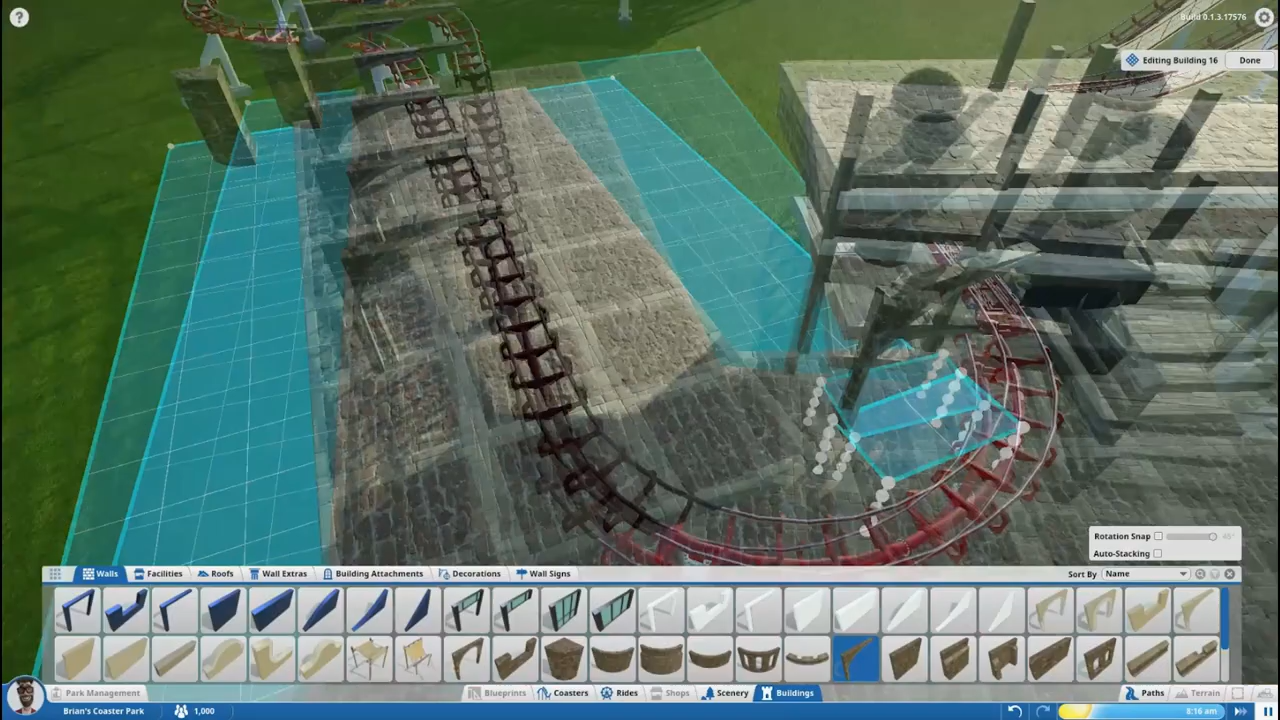 ?
Build 0.1.3.17576
Editing Building 16 Done
Rotation Snap 45°
Auto-Stacking
Walls Facilities Roofs Wall Extras Building Attachments Decorations Wall Signs Sort By Name
Park Management Blueprints Coasters Rides Shops Scenery Buildings Paths Terrain
Brian's Coaster Park 1,000 8:16 am